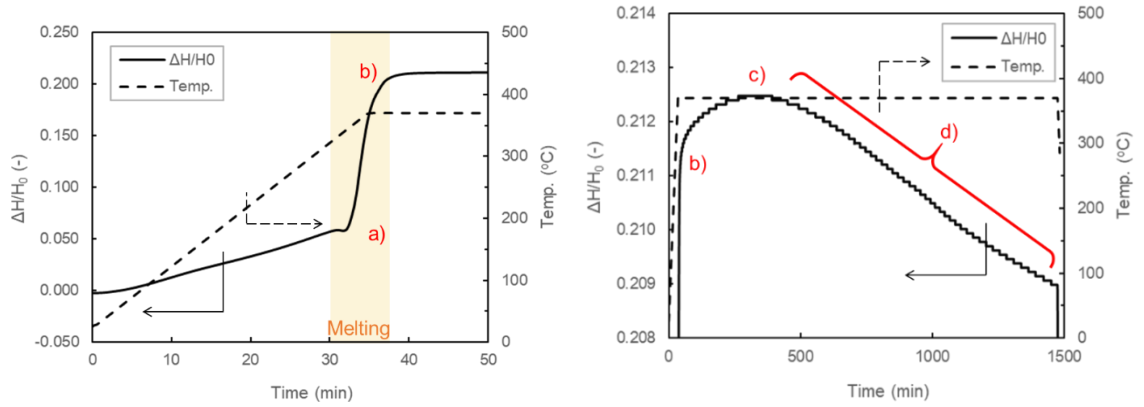 0.250
0.200
0.150
0.100
0.050
0.000
-0.050
ΔH/H₀ (-)
500
400
300
200
100
0
Temp. (°C)
0
10
20
30
40
50
Time (min)
ΔH/H0
Temp.
b)
a)
Melting
0.214
0.213
0.212
0.211
0.210
0.209
0.208
ΔH/H₀ (-)
500
400
300
200
100
0
Temp. (°C)
0
500
1000
1500
Time (min)
ΔH/H0
Temp.
c)
d)
b)